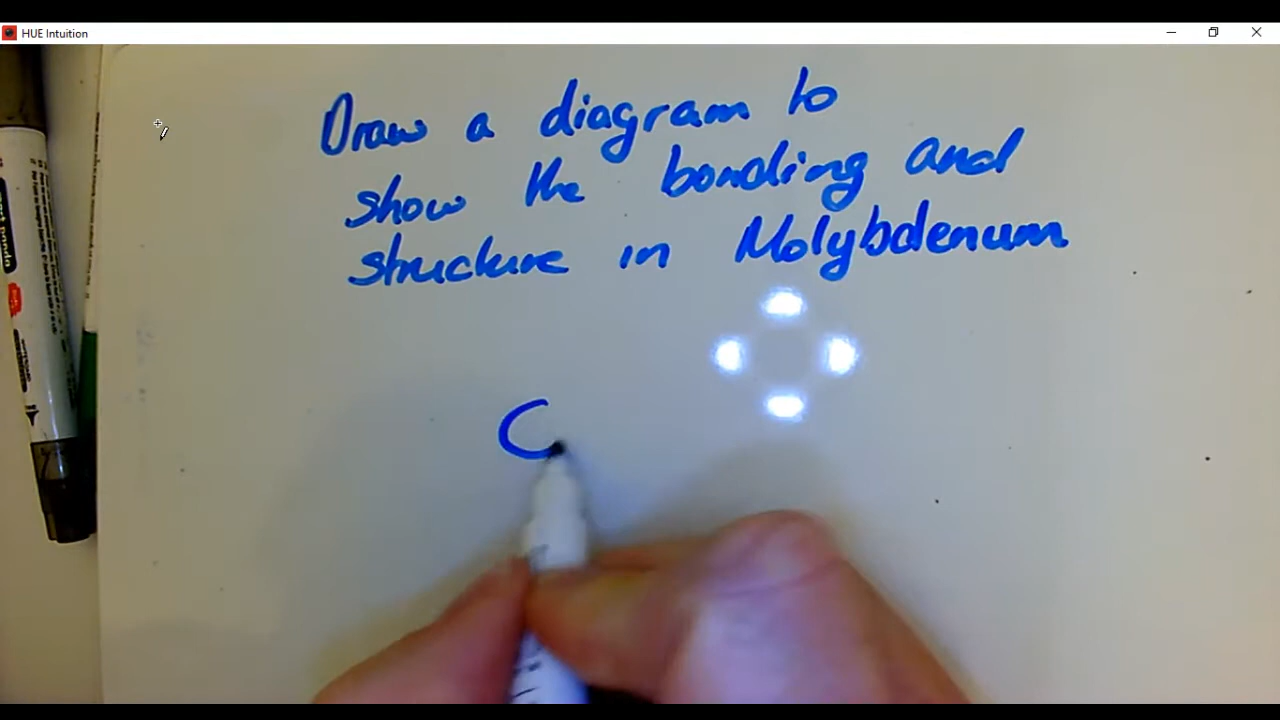 HUE Intuition
Draw a diagram to
show the bonding and
structure in Molybdenum
C